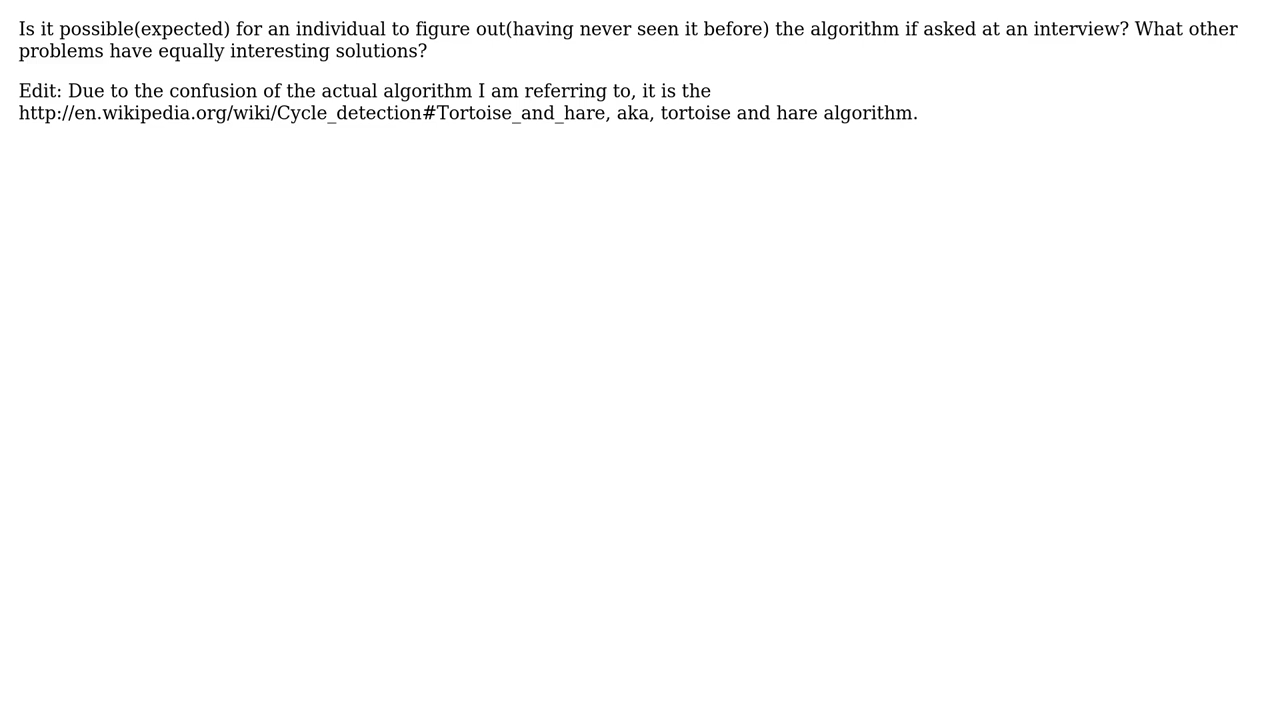 Is it possible(expected) for an individual to figure out(having never seen it before) the algorithm if asked at an interview? What other
problems have equally interesting solutions?
Edit: Due to the confusion of the actual algorithm I am referring to, it is the
http://en.wikipedia.org/wiki/Cycle_detection#Tortoise_and_hare, aka, tortoise and hare algorithm.